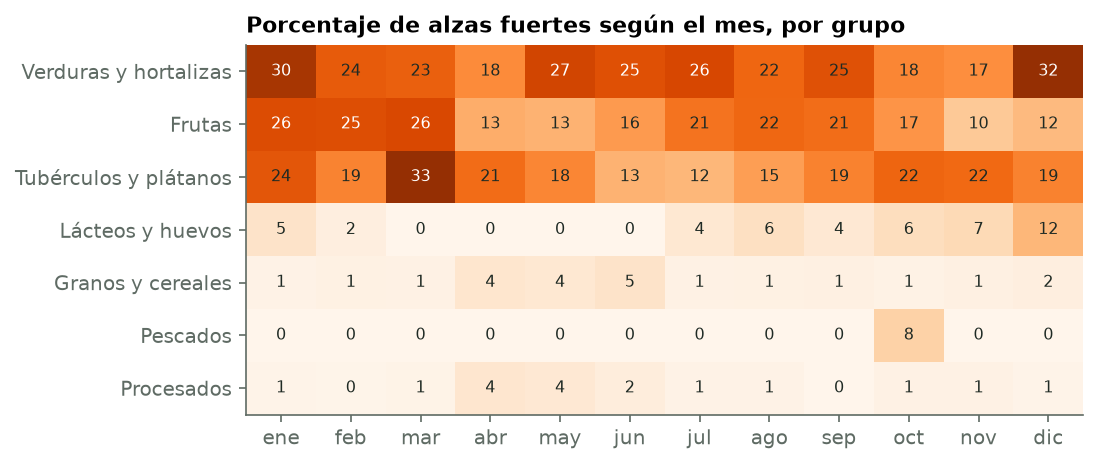 Porcentaje de alzas fuertes según el mes, por grupo
Verduras y hortalizas 30 24 23 18 27 25 26 22 25 18 17 32
Frutas 26 25 26 13 13 16 21 22 21 17 10 12
Tubérculos y plátanos 24 19 33 21 18 13 12 15 19 22 22 19
Lácteos y huevos 5 2 0 0 0 0 4 6 4 6 7 12
Granos y cereales 1 1 1 4 4 5 1 1 1 1 1 2
Pescados 0 0 0 0 0 0 0 0 0 8 0 0
Procesados 1 0 1 4 4 2 1 1 0 1 1 1
ene feb mar abr may jun jul ago sep oct nov dic